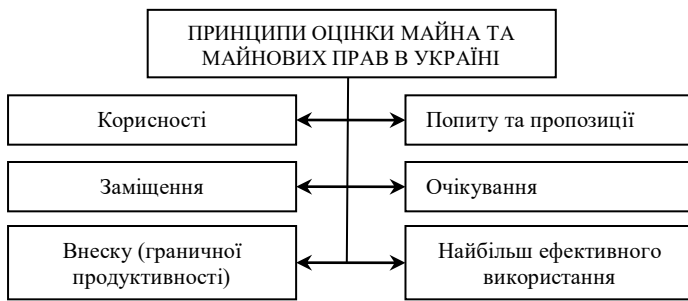 ПРИНЦИПИ ОЦІНКИ МАЙНА ТА
МАЙНОВИХ ПРАВ В УКРАЇНІ
Корисності
Попиту та пропозиції
Заміщення
Очікування
Внеску (граничної
продуктивності)
Найбільш ефективного
використання